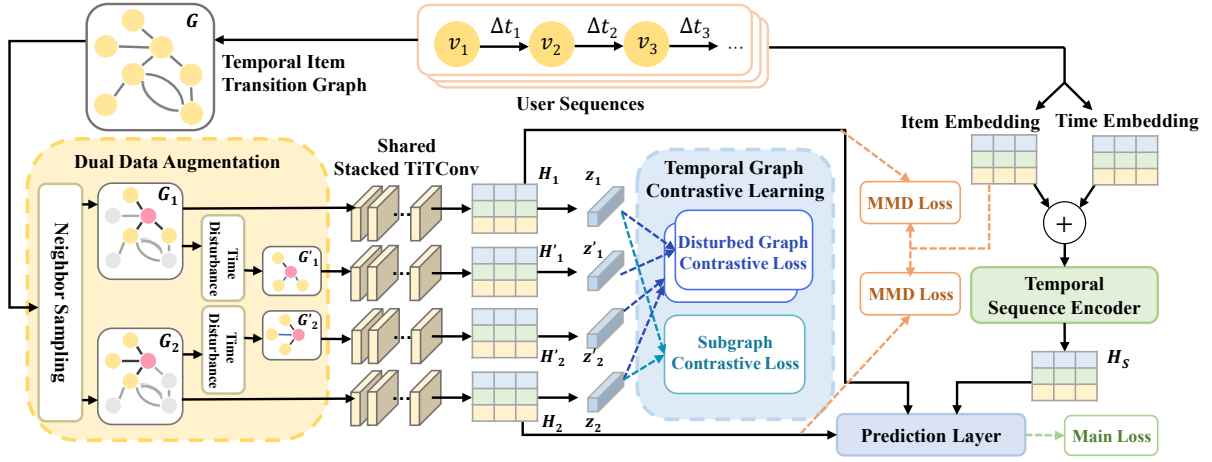 G
Temporal Item
Transition Graph
v₁
Δt₁
v₂
Δt₂
v₃
Δt₃
...
User Sequences
Item Embedding
Time Embedding
Dual Data Augmentation
Neighbor Sampling
G₁
Time
Disturbance
G'₁
G₂
Time
Disturbance
G'₂
Shared
Stacked TiTConv
...
...
...
...
H₁
H'₁
H'₂
H₂
z₁
z'₁
z'₂
z₂
Temporal Graph
Contrastive Learning
Disturbed Graph
Contrastive Loss
Subgraph
Contrastive Loss
MMD Loss
MMD Loss
+
Temporal
Sequence Encoder
H_S
Prediction Layer
Main Loss